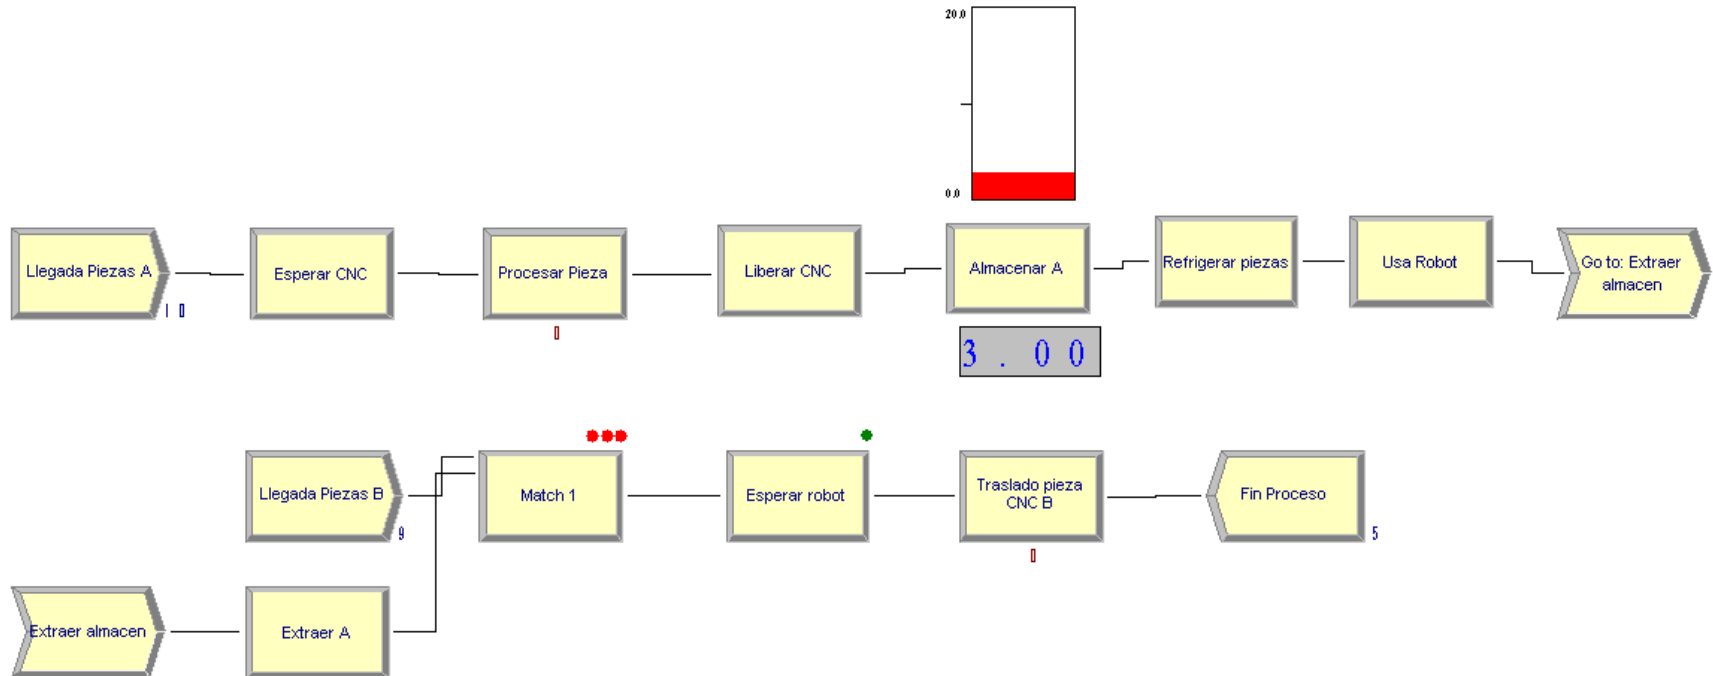 20.0
0.0
Llegada Piezas A
1 0
Esperar CNC
Procesar Pieza
0
Liberar CNC
Almacenar A
3.00
Refrigerar piezas
Usa Robot
Go to: Extraer
almacen
Llegada Piezas B
9
Match 1
Esperar robot
Traslado pieza
CNC B
0
Fin Proceso
5
Extraer almacen
Extraer A